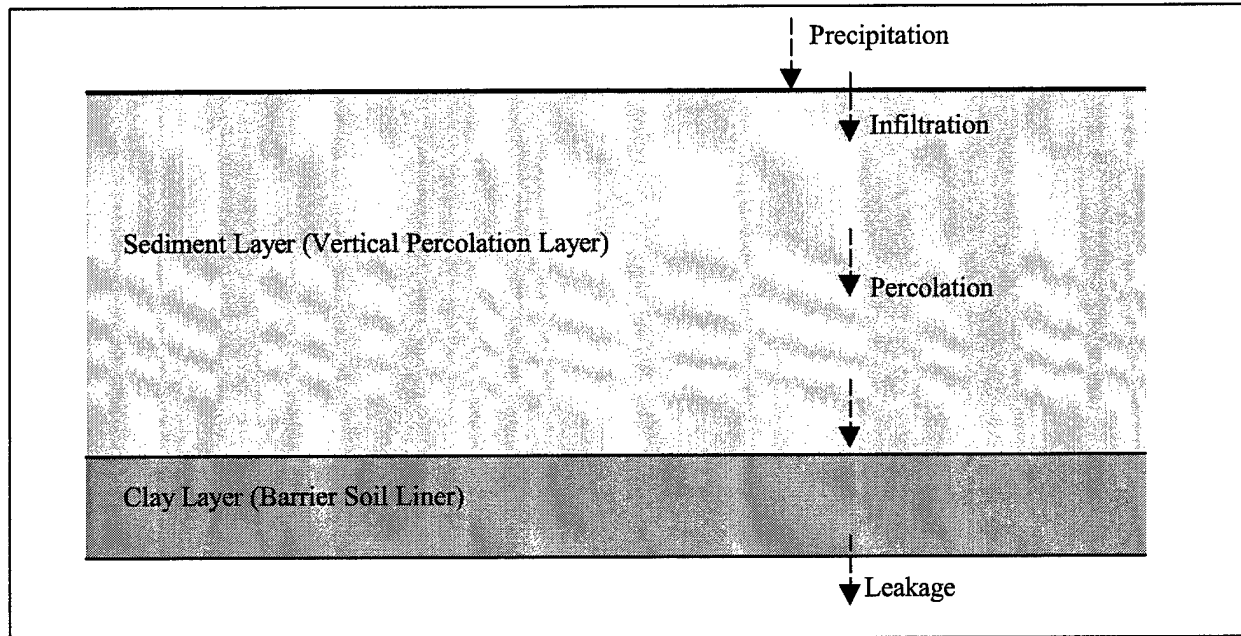 Precipitation
Infiltration
Sediment Layer (Vertical Percolation Layer)
Percolation
Clay Layer (Barrier Soil Liner)
Leakage